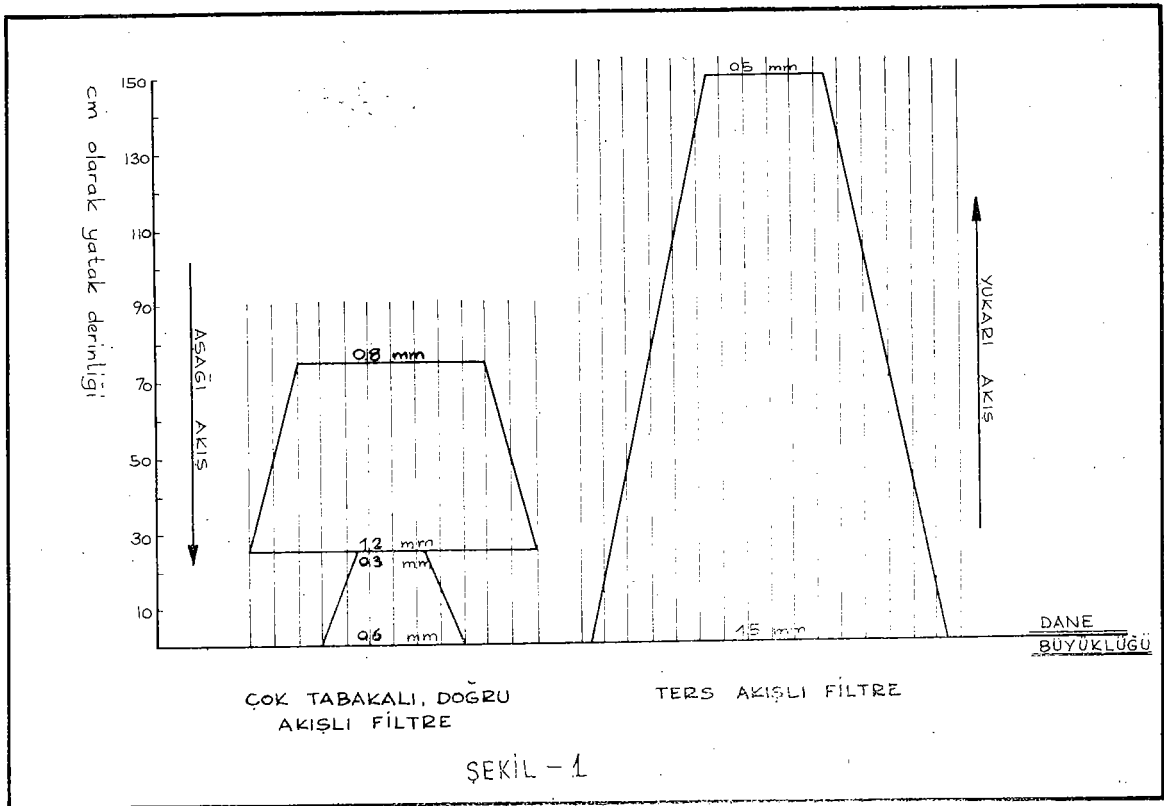 cm olarak yatak derinliği
150
130
110
90
70
50
30
10
AŞAĞI AKIŞ
0,8 mm
1,2 mm
0,3 mm
0,6 mm
0,5 mm
1,5 mm
YUKARI AKIŞ
DANE
BÜYÜKLÜĞÜ
ÇOK TABAKALI, DOĞRU
AKIŞLI FİLTRE
TERS AKIŞLI FİLTRE
ŞEKİL - 1